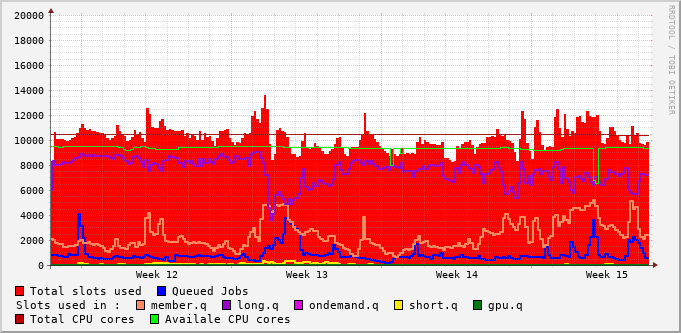 20000
18000
16000
14000
12000
10000
8000
6000
4000
2000
0
Week 12 Week 13 Week 14 Week 15
RRDTOOL / TOBI OETIKER
Total slots used Queued Jobs
Slots used in : member.q long.q ondemand.q short.q gpu.q
Total CPU cores Availale CPU cores